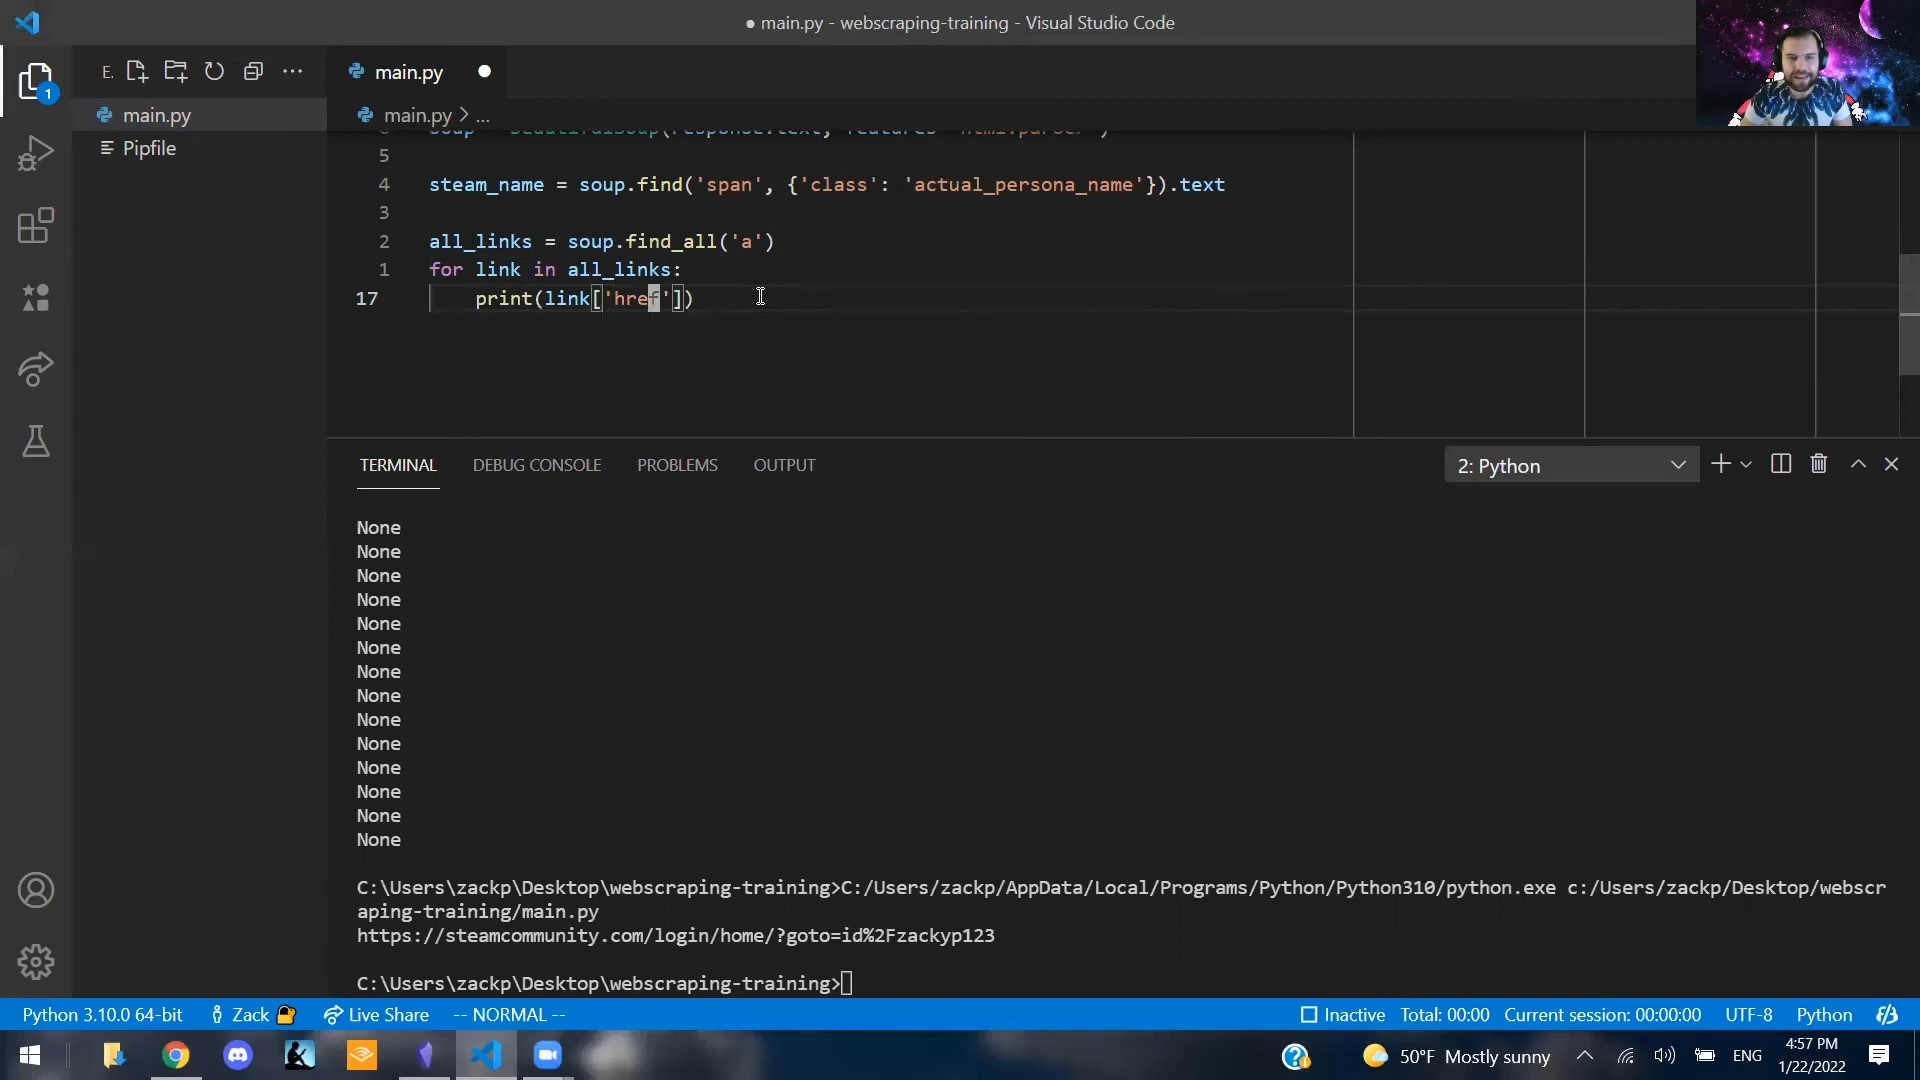 ● main.py - webscraping-training - Visual Studio Code
E.
main.py
main.py > ...
main.py
Pipfile
1
5
4 steam_name = soup.find('span', {'class': 'actual_persona_name'}).text
3
2 all_links = soup.find_all('a')
1 for link in all_links:
17 print(link['href'])
TERMINAL DEBUG CONSOLE PROBLEMS OUTPUT
2: Python
None
None
None
None
None
None
None
None
None
None
None
None
None
None
C:\Users\zackp\Desktop\webscraping-training>C:/Users/zackp/AppData/Local/Programs/Python/Python310/python.exe c:/Users/zackp/Desktop/webscr
aping-training/main.py
https://steamcommunity.com/login/home/?goto=id%2Fzackyp123
C:\Users\zackp\Desktop\webscraping-training>
Python 3.10.0 64-bit Zack Live Share -- NORMAL -- Inactive Total: 00:00 Current session: 00:00:00 UTF-8 Python
50°F Mostly sunny ENG
4:57 PM
1/22/2022